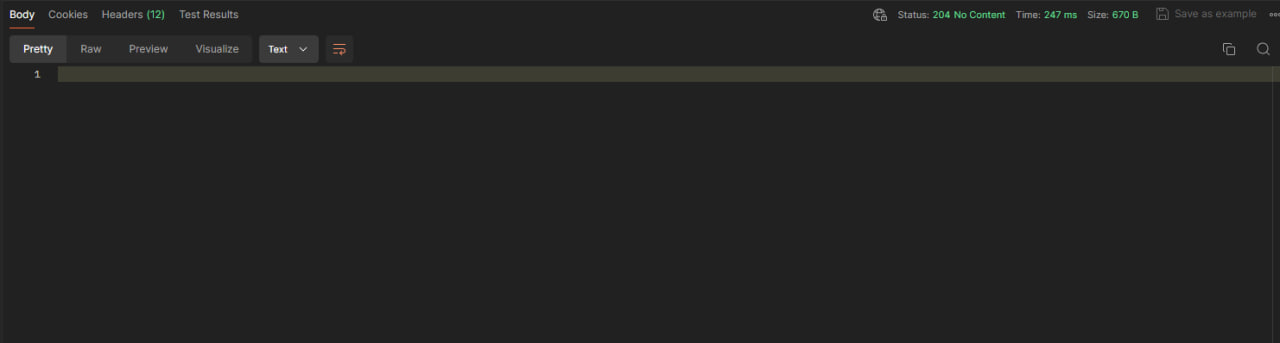 Body Cookies Headers (12) Test Results Status: 204 No Content Time: 247 ms Size: 670 B Save as example
Pretty Raw Preview Visualize Text
1